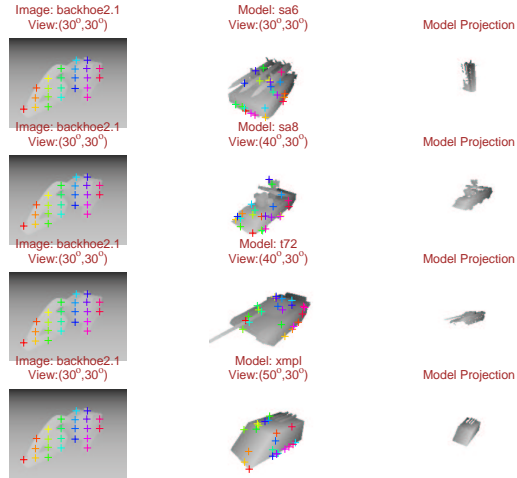 Image: backhoe2.1 Model: sa6
View:(30°,30°) View:(30°,30°) Model Projection
Image: backhoe2.1 Model: sa8
View:(30°,30°) View:(40°,30°) Model Projection
Image: backhoe2.1 Model: t72
View:(30°,30°) View:(40°,30°) Model Projection
Image: backhoe2.1 Model: xmpl
View:(30°,30°) View:(50°,30°) Model Projection